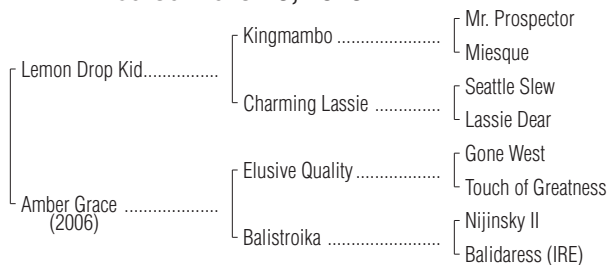 Mr. Prospector
Kingmambo ..................
Miesque
Lemon Drop Kid...............
Seattle Slew
Charming Lassie .............
Lassie Dear
Gone West
Elusive Quality .................
Touch of Greatness
Amber Grace ...................
(2006)
Nijinsky II
Balistroika ......................
Balidaress (IRE)